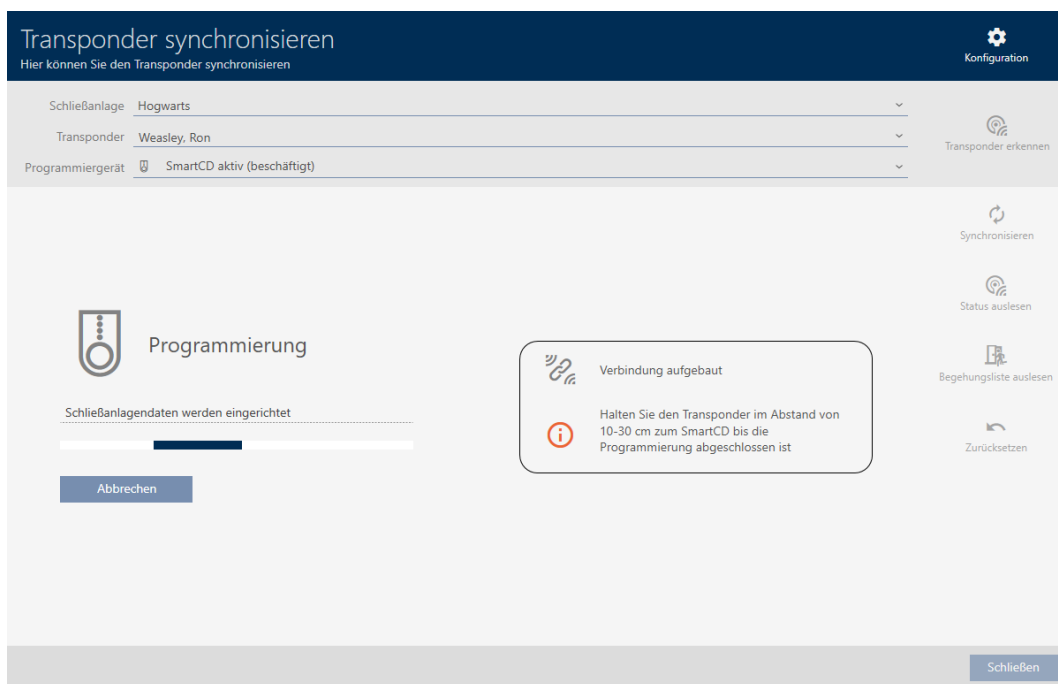 Transponder synchronisieren
Hier können Sie den Transponder synchronisieren
Konfiguration
Schließanlage Hogwarts
Transponder Weasley, Ron
Programmiergerät SmartCD aktiv (beschäftigt)
Transponder erkennen
Synchronisieren
Status auslesen
Begehungsliste auslesen
Zurücksetzen
Programmierung
Schließanlagendaten werden eingerichtet
Abbrechen
Verbindung aufgebaut
Halten Sie den Transponder im Abstand von
10-30 cm zum SmartCD bis die
Programmierung abgeschlossen ist
Schließen